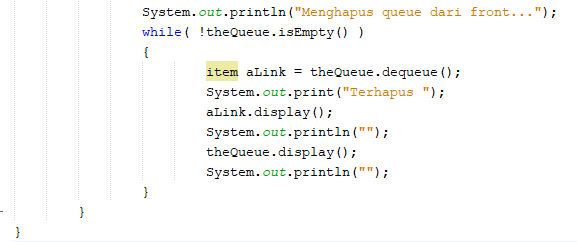 System.out.println("Menghapus queue dari front...");
while( !theQueue.isEmpty() )
{
item aLink = theQueue.dequeue();
System.out.print("Terhapus ");
aLink.display();
System.out.println("");
theQueue.display();
System.out.println("");
}
}
}